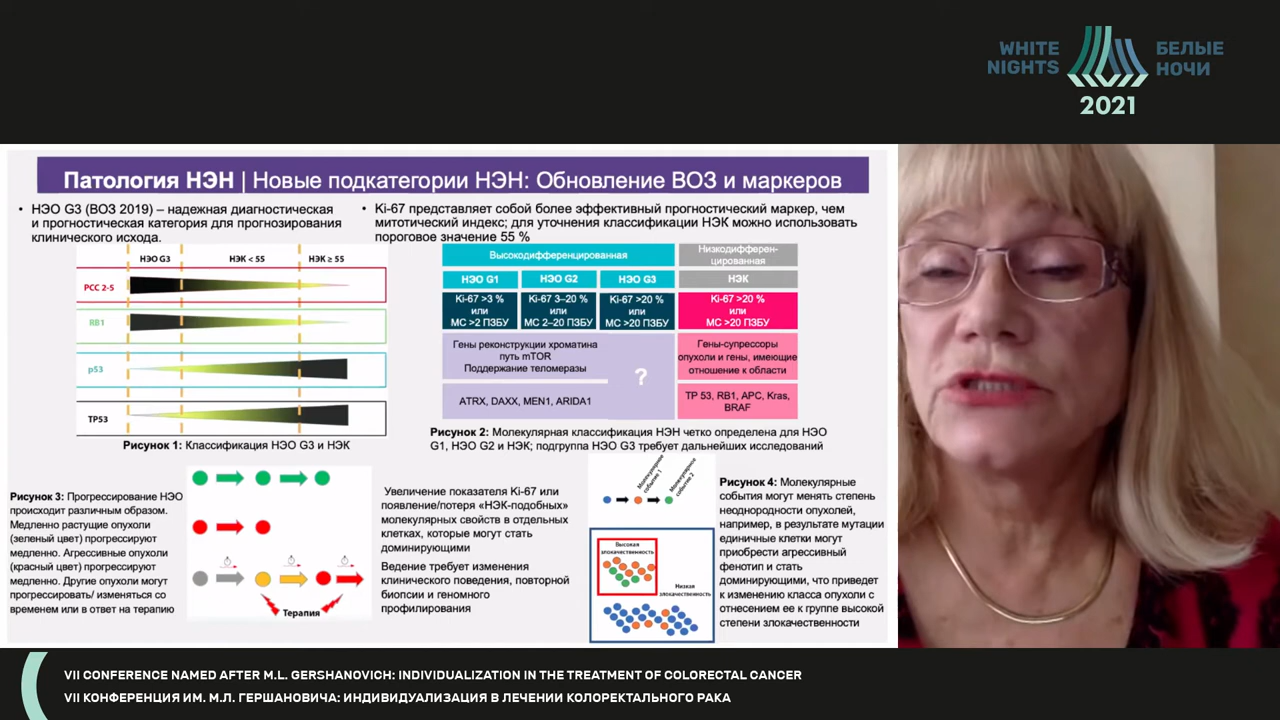 WHITE
NIGHTS
БЕЛЫЕ
НОЧИ
2021
Патология НЭН | Новые подкатегории НЭН: Обновление ВОЗ и маркеров
• НЭО G3 (ВОЗ 2019) – надежная диагностическая
и прогностическая категория для прогнозирования
клинического исхода.
• Ki-67 представляет собой более эффективный прогностический маркер, чем
митотический индекс; для уточнения классификации НЭК можно использовать
пороговое значение 55 %
НЭО G3 НЭК < 55 НЭК ≥ 55
РСС 2-5
RB1
p53
TP53
Рисунок 1: Классификация НЭО G3 и НЭК
Высокодифференцированная
Низкодифферен-
цированная
НЭО G1 НЭО G2 НЭО G3 НЭК
Ki-67 >3 %
или
МС >2 ПЗБУ
Ki-67 3–20 %
или
МС 2–20 ПЗБУ
Ki-67 >20 %
или
МС >20 ПЗБУ
Ki-67 >20 %
или
МС >20 ПЗБУ
Гены реконструкции хроматина
путь mTOR
Поддержание теломеразы
?
Гены-супрессоры
опухоли и гены, имеющие
отношение к области
ATRX, DAXX, MEN1, ARIDA1
TP 53, RB1, APC, Kras,
BRAF
Рисунок 2: Молекулярная классификация НЭН четко определена для НЭО
G1, НЭО G2 и НЭК; подгруппа НЭО G3 требует дальнейших исследований
Рисунок 3: Прогрессирование НЭО
происходит различным образом.
Медленно растущие опухоли
(зеленый цвет) прогрессируют
медленно. Агрессивные опухоли
(красный цвет) прогрессируют
медленно. Другие опухоли могут
прогрессировать/ изменяться со
временем или в ответ на терапию
Терапия
Увеличение показателя Ki-67 или
появление/потеря «НЭК-подобных»
молекулярных свойств в отдельных
клетках, которые могут стать
доминирующими
Ведение требует изменения
клинического поведения, повторной
биопсии и геномного
профилирования
Молекулярное
событие 1
Молекулярное
событие 2
Высокая
злокачественность
Низкая
злокачественность
Рисунок 4: Молекулярные
события могут менять степень
неоднородности опухолей,
например, в результате мутации
единичные клетки могут
приобрести агрессивный
фенотип и стать
доминирующими, что приведет
к изменению класса опухоли с
отнесением ее к группе высокой
степени злокачественности
VII CONFERENCE NAMED AFTER M.L. GERSHANOVICH: INDIVIDUALIZATION IN THE TREATMENT OF COLORECTAL CANCER
VII КОНФЕРЕНЦИЯ ИМ. М.Л. ГЕРШАНОВИЧА: ИНДИВИДУАЛИЗАЦИЯ В ЛЕЧЕНИИ КОЛОРЕКТАЛЬНОГО РАКА